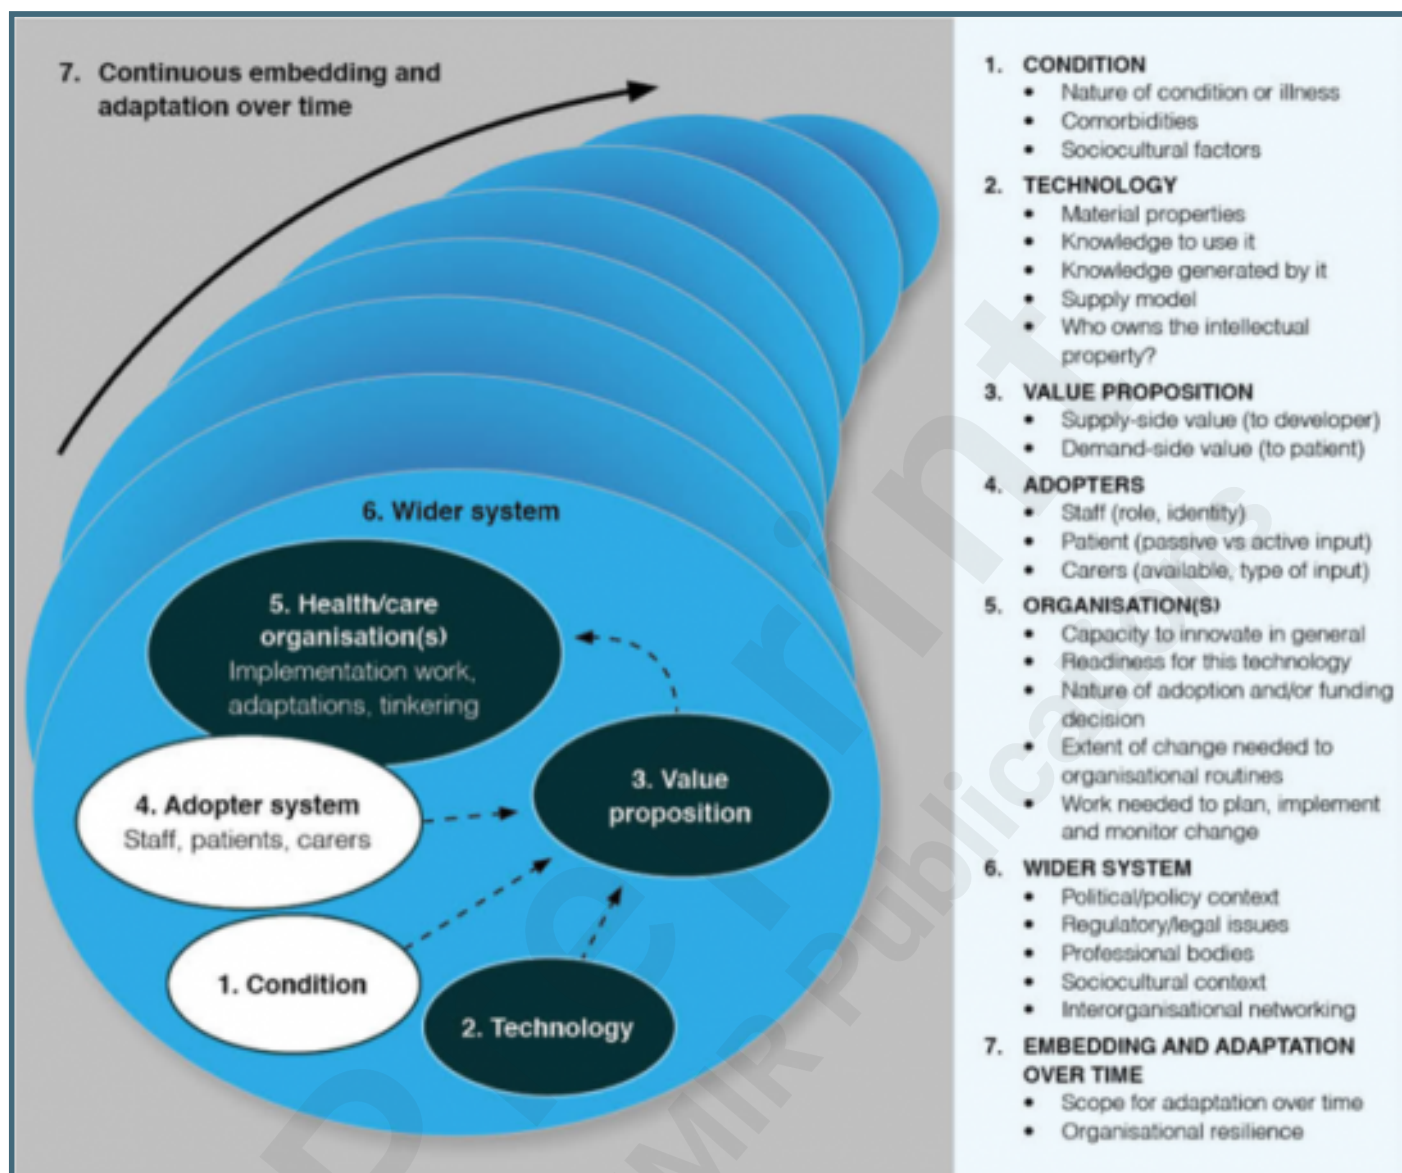 7. Continuous embedding and
adaptation over time
6. Wider system
5. Health/care
organisation(s)
Implementation work,
adaptations, tinkering
4. Adopter system
Staff, patients, carers
3. Value
proposition
1. Condition
2. Technology
1. CONDITION
• Nature of condition or illness
• Comorbidities
• Sociocultural factors
2. TECHNOLOGY
• Material properties
• Knowledge to use it
• Knowledge generated by it
• Supply model
• Who owns the intellectual
property?
3. VALUE PROPOSITION
• Supply-side value (to developer)
• Demand-side value (to patient)
4. ADOPTERS
• Staff (role, identity)
• Patient (passive vs active input)
• Carers (available, type of input)
5. ORGANISATION(S)
• Capacity to innovate in general
• Readiness for this technology
• Nature of adoption and/or funding
decision
• Extent of change needed to
organisational routines
• Work needed to plan, implement
and monitor change
6. WIDER SYSTEM
• Political/policy context
• Regulatory/legal issues
• Professional bodies
• Sociocultural context
• Interorganisational networking
7. EMBEDDING AND ADAPTATION
OVER TIME
• Scope for adaptation over time
• Organisational resilience
Preprint
JMIR Publications